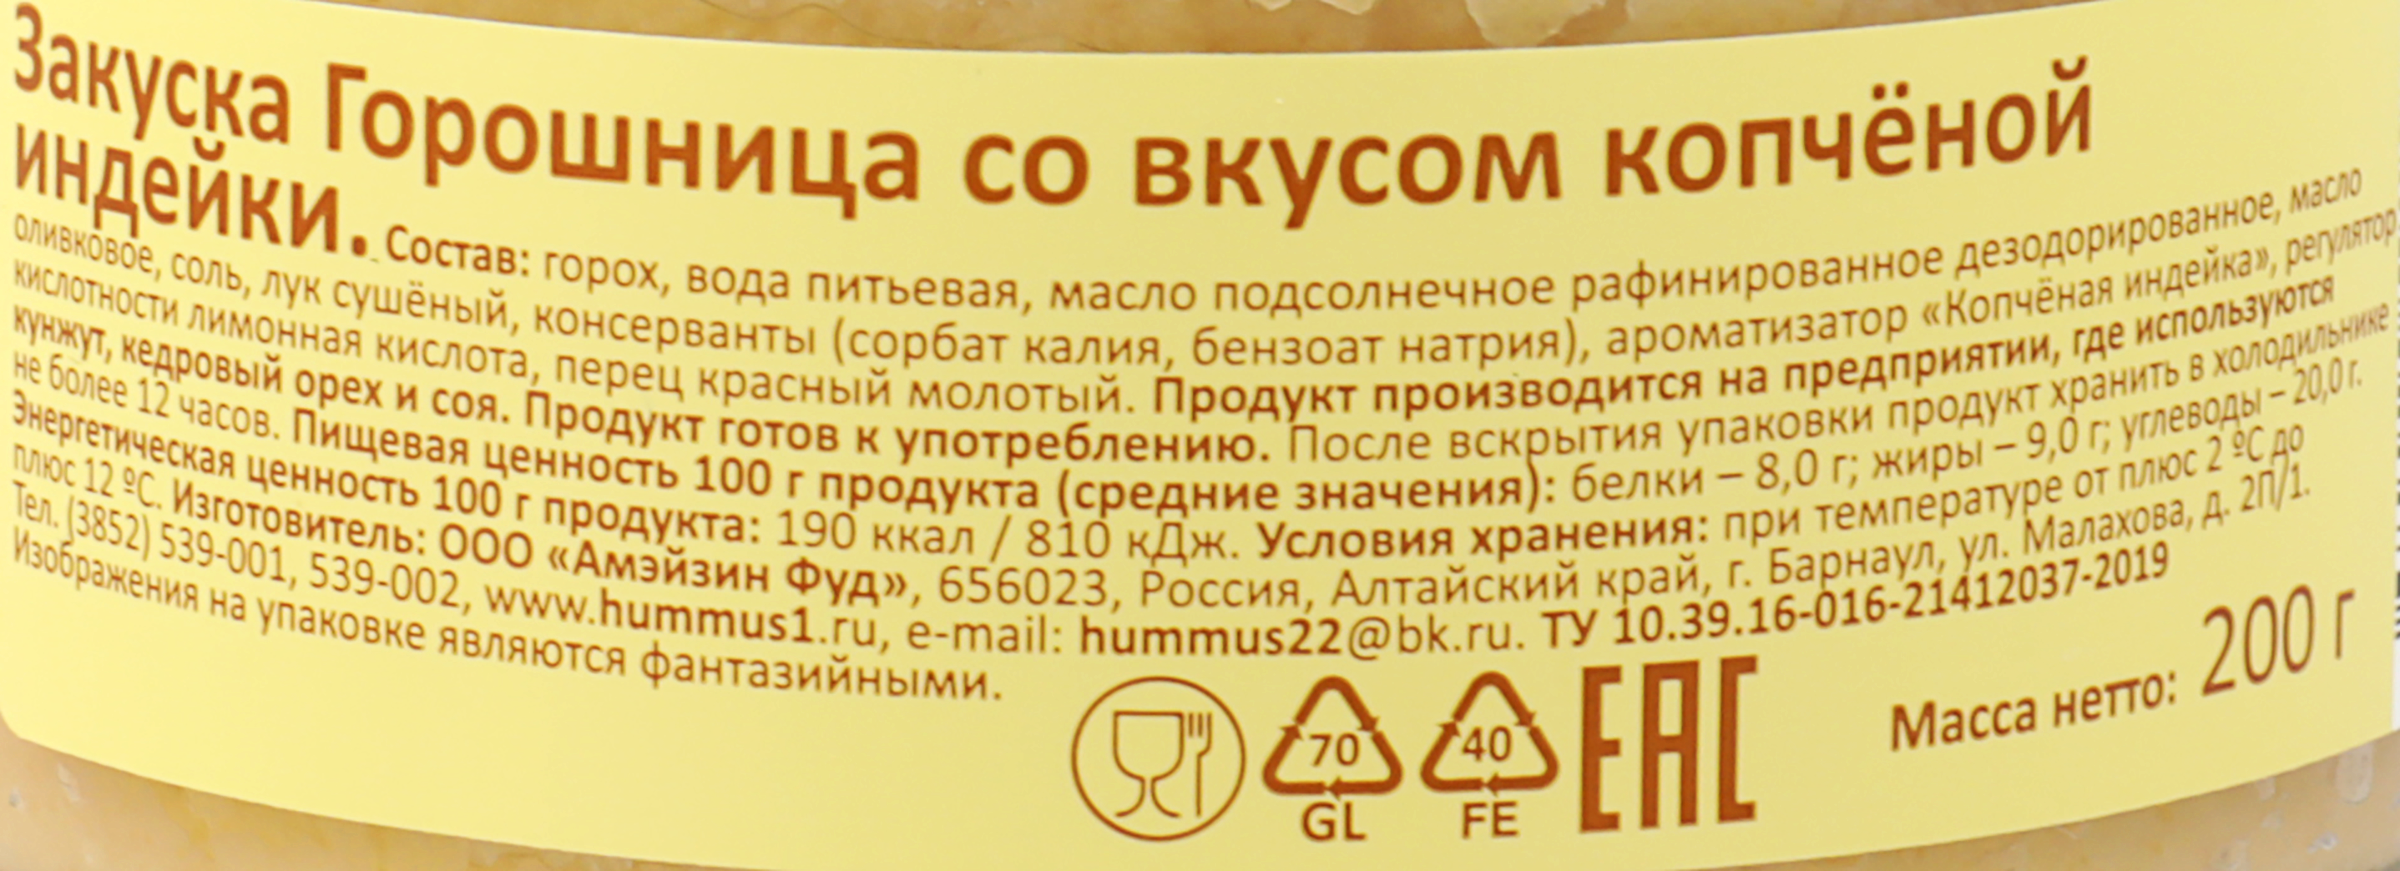 Закуска Горошница со вкусом копчёной
индейки. Состав: горох, вода питьевая, масло подсолнечное рафинированное дезодорированное, масло
оливковое, соль, лук сушёный, консерванты (сорбат калия, бензоат натрия), ароматизатор «Копчёная индейка», регулятор
кислотности лимонная кислота, перец красный молотый. Продукт производится на предприятии, где используются
кунжут, кедровый орех и соя. Продукт готов к употреблению. После вскрытия упаковки продукт хранить в холодильнике
не более 12 часов. Пищевая ценность 100 г продукта (средние значения): белки – 8,0 г; жиры – 9,0 г; углеводы – 20,0 г.
Энергетическая ценность 100 г продукта: 190 ккал / 810 кДж. Условия хранения: при температуре от плюс 2 ºС до
плюс 12 ºС. Изготовитель: ООО «Амэйзин Фуд», 656023, Россия, Алтайский край, г. Барнаул, ул. Малахова, д. 2П/1.
Тел. (3852) 539-001, 539-002, www.hummus1.ru, e-mail: hummus22@bk.ru. ТУ 10.39.16-016-21412037-2019
Изображения на упаковке являются фантазийными.
70 40 ЕАС
GL FE
Масса нетто: 200 г